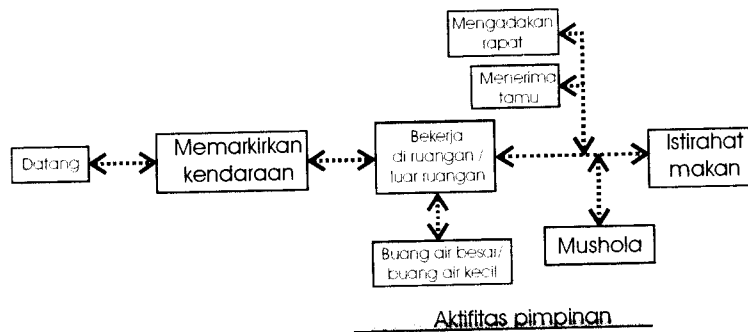 Mengadakan
rapat
Menerima
tamu
Datang
Memarkirkan
kendaraan
Bekerja
di ruangan /
luar ruangan
Istirahat
makan
Buang air besar/
buang air kecil
Mushola
Aktifitas pimpinan